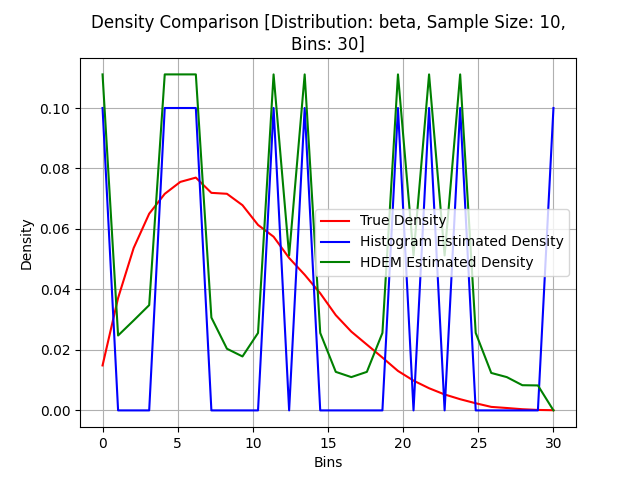 Density Comparison [Distribution: beta, Sample Size: 10,
Bins: 30]
0.10
0.08
0.06
0.04
0.02
0.00
Density
True Density
Histogram Estimated Density
HDEM Estimated Density
0 5 10 15 20 25 30
Bins